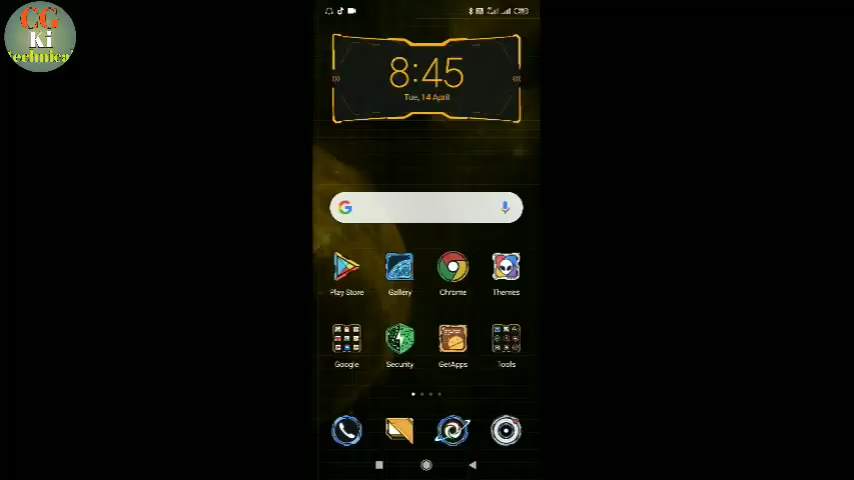 CG
Ki
technical
8:45
Tue, 14 April
Play Store
Gallery
Chrome
Themes
Google
Security
GetApps
Tools